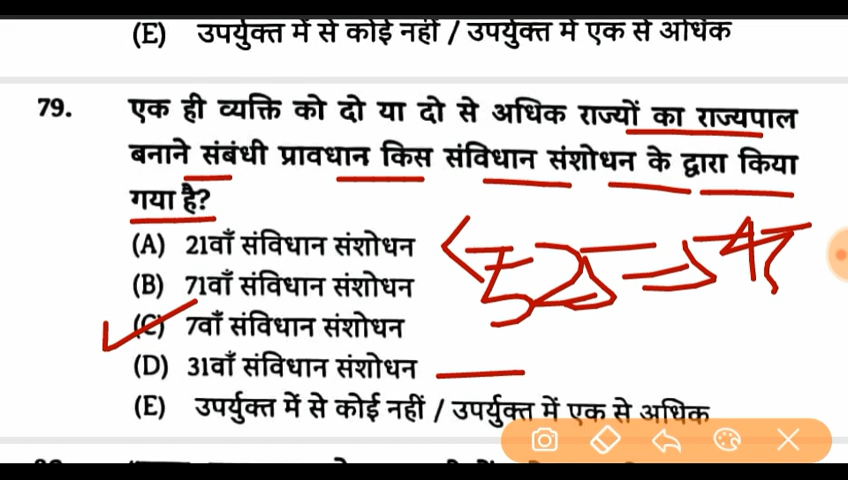 (E) उपर्युक्त में से कोई नहीं / उपर्युक्त में एक से अधिक
79. एक ही व्यक्ति को दो या दो से अधिक राज्यों का राज्यपाल
बनाने संबंधी प्रावधान किस संविधान संशोधन के द्वारा किया
गया है?
(A) 21वाँ संविधान संशोधन
(B) 71वाँ संविधान संशोधन
(C) 7वाँ संविधान संशोधन
(D) 31वाँ संविधान संशोधन
(E) उपर्युक्त में से कोई नहीं / उपर्युक्त में एक से अधिक